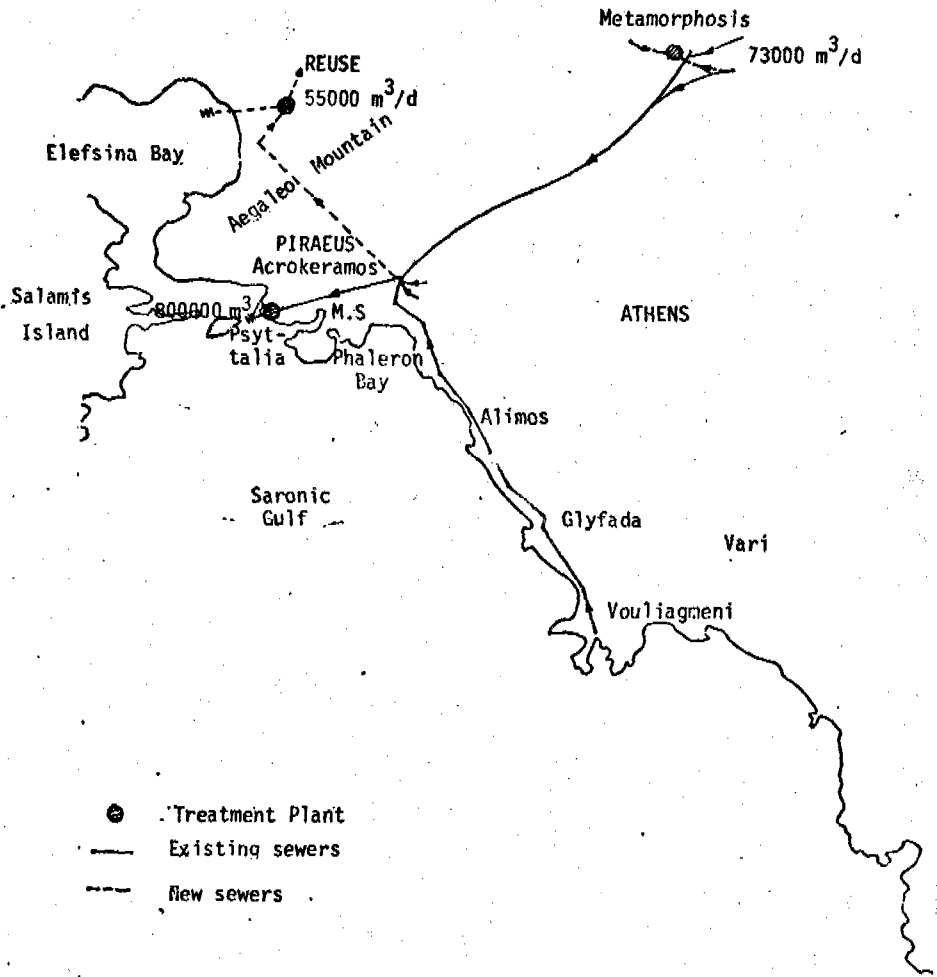 Metamorphosis
73000 m³/d
REUSE
55000 m³/d
Elefsina Bay
Aegaleo Mountain
PIRAEUS
Acrokeramos
Salamis
Island
800000 m³/
M.S
Psyt-
talia
Phaleron
Bay
ATHENS
Alimos
Saronic
Gulf
Glyfada
Vari
Vouliagmeni
Treatment Plant
Existing sewers
New sewers